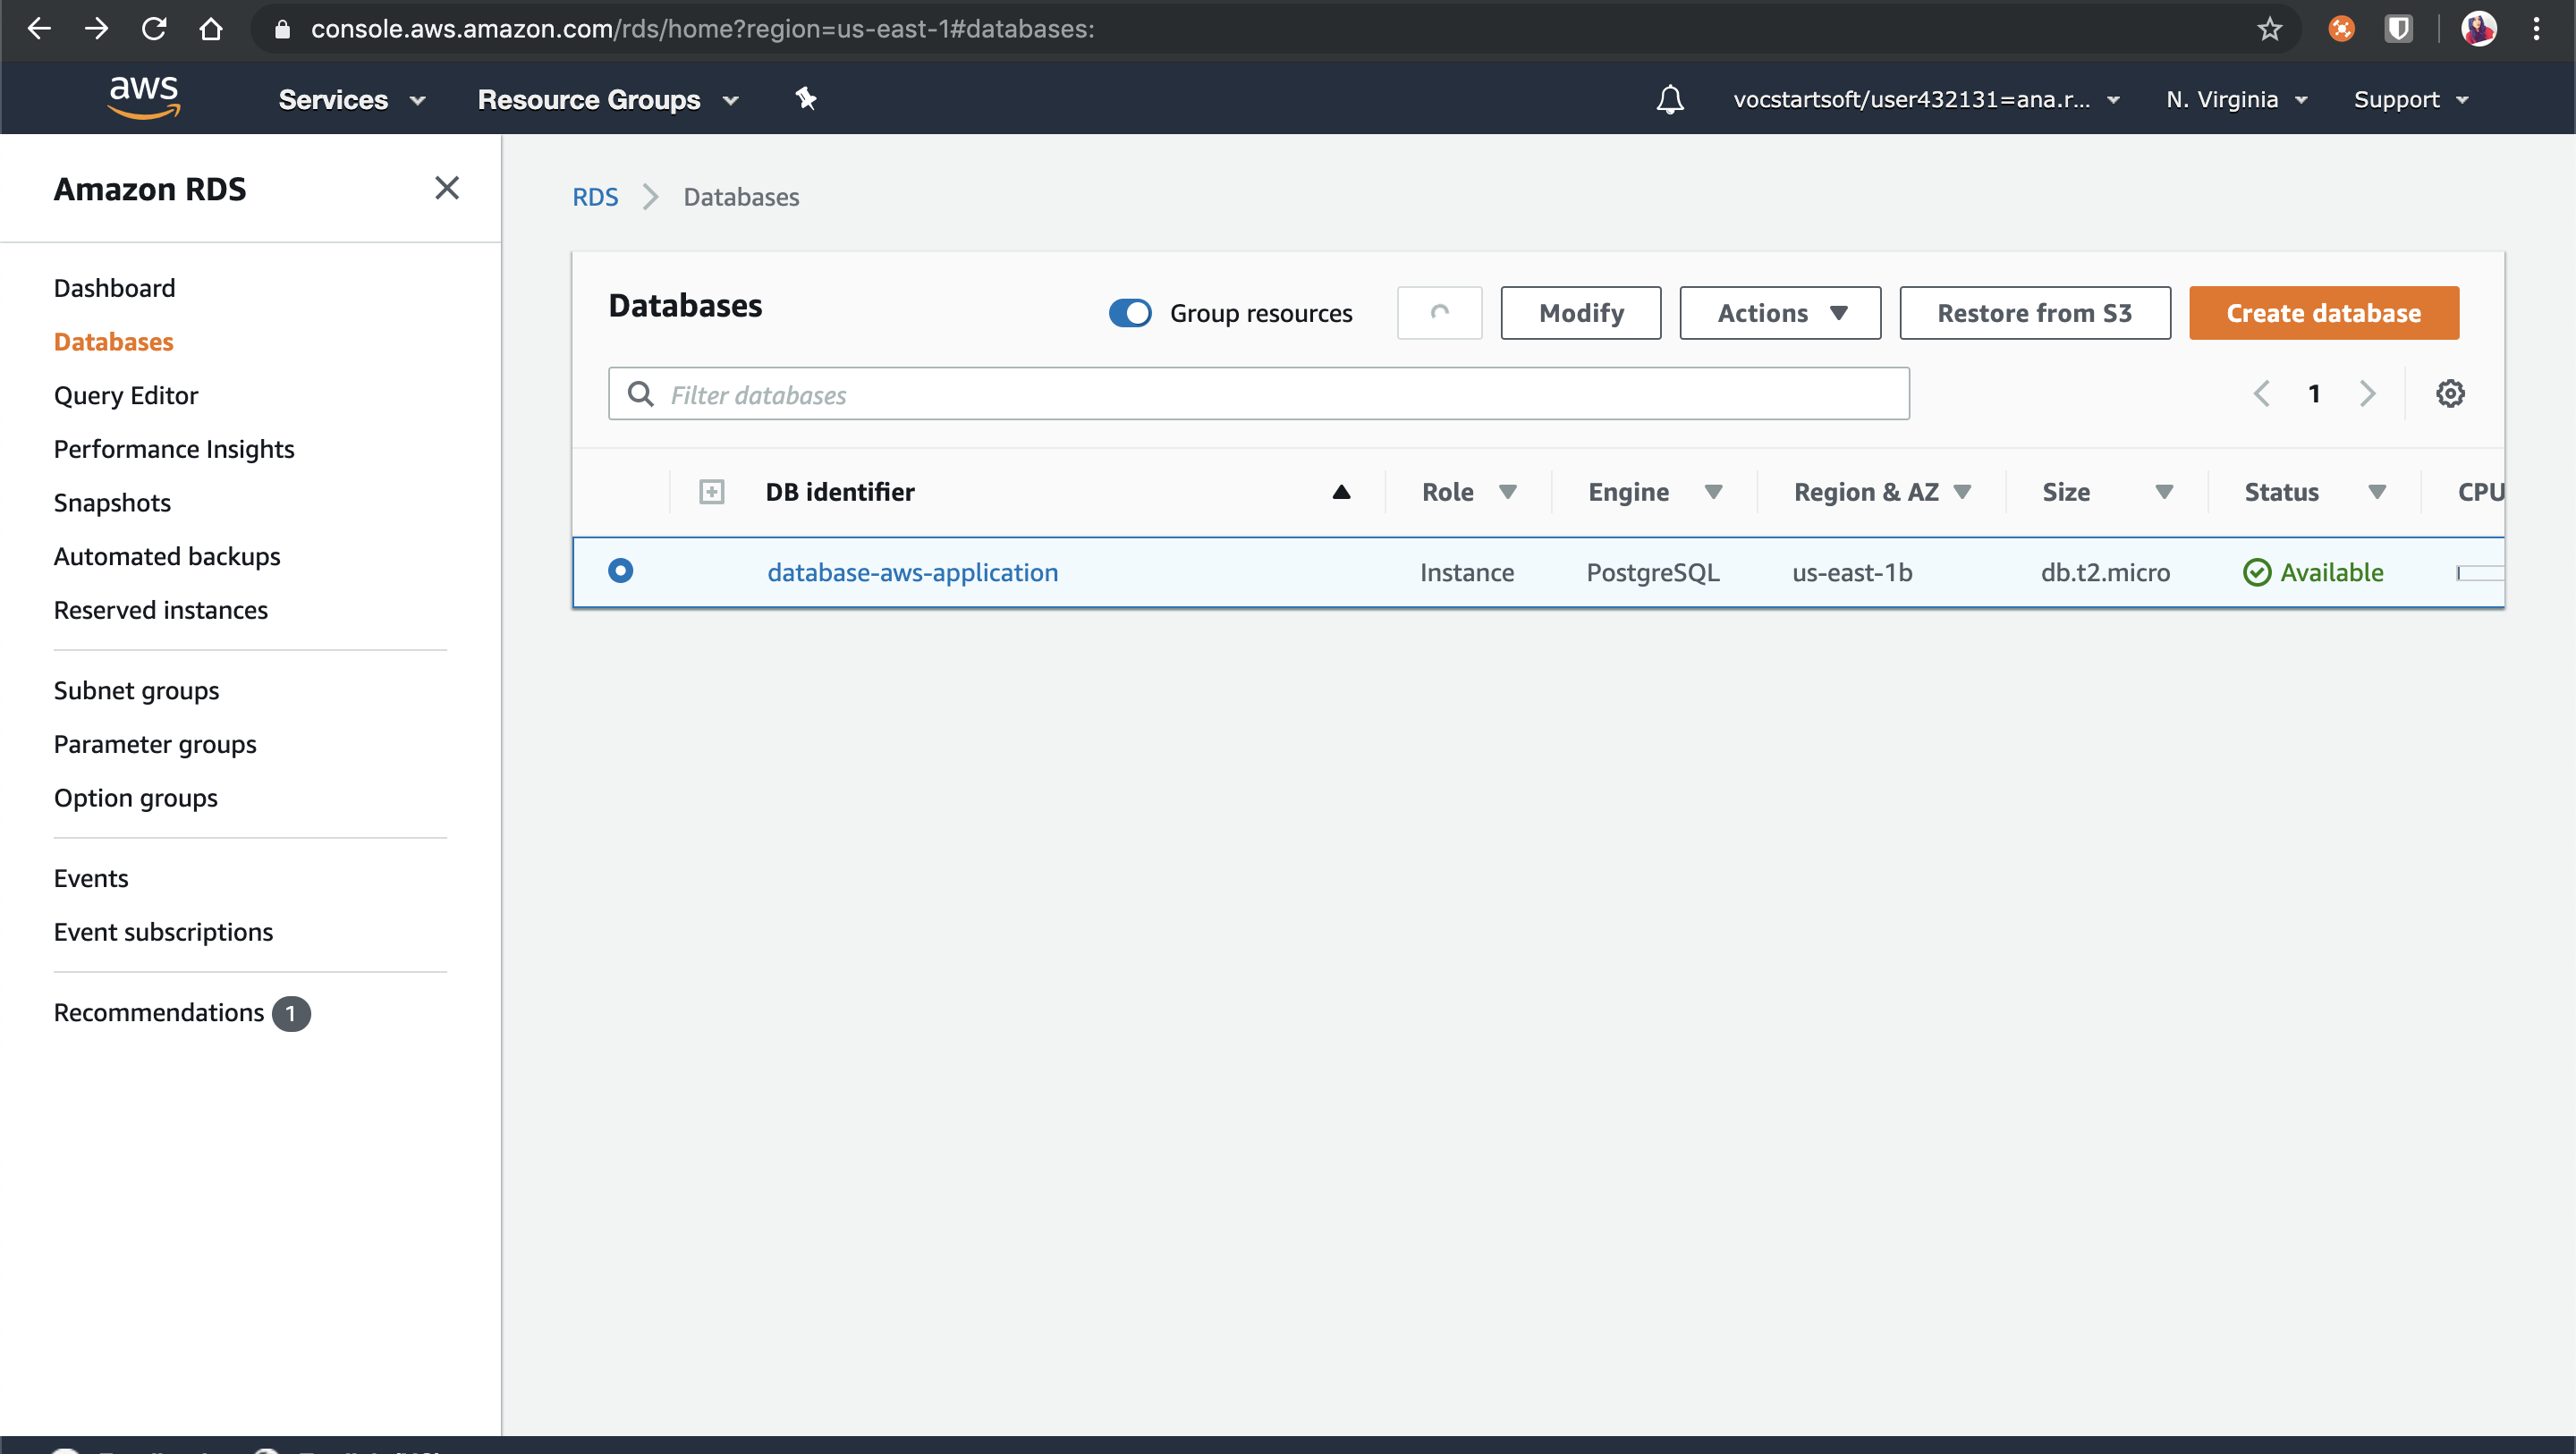 console.aws.amazon.com/rds/home?region=us-east-1#databases:
aws Services Resource Groups vocstartsoft/user432131=ana.r... N. Virginia Support
Amazon RDS
Dashboard
Databases
Query Editor
Performance Insights
Snapshots
Automated backups
Reserved instances
Subnet groups
Parameter groups
Option groups
Events
Event subscriptions
Recommendations 1
RDS Databases
Databases Group resources Modify Actions Restore from S3 Create database
Filter databases 1
DB identifier Role Engine Region & AZ Size Status CPU
database-aws-application Instance PostgreSQL us-east-1b db.t2.micro Available